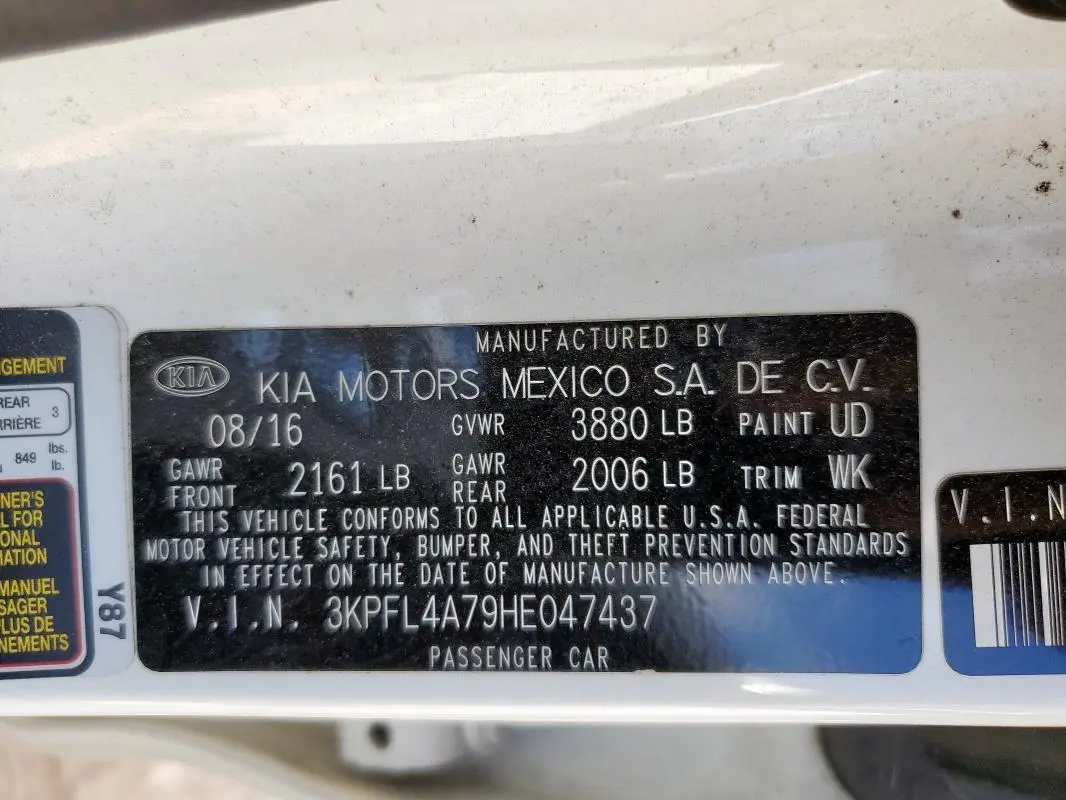 MANUFACTURED BY
KIA KIA MOTORS MEXICO S.A. DE C.V.
08/16 GVWR 3880 LB PAINT UD
GAWR FRONT 2161 LB GAWR REAR 2006 LB TRIM WK
THIS VEHICLE CONFORMS TO ALL APPLICABLE U.S.A. FEDERAL
MOTOR VEHICLE SAFETY, BUMPER, AND THEFT PREVENTION STANDARDS
IN EFFECT ON THE DATE OF MANUFACTURE SHOWN ABOVE.
V.I.N. 3KPFL4A79HE047437
PASSENGER CAR
GEMENT
REAR
RRIÈRE 3
849 lbs.
lb.
NER'S
L FOR
ONAL
MATION
MANUEL
SAGER
PLUS DE
NEMENTS
Y87
V.I.N